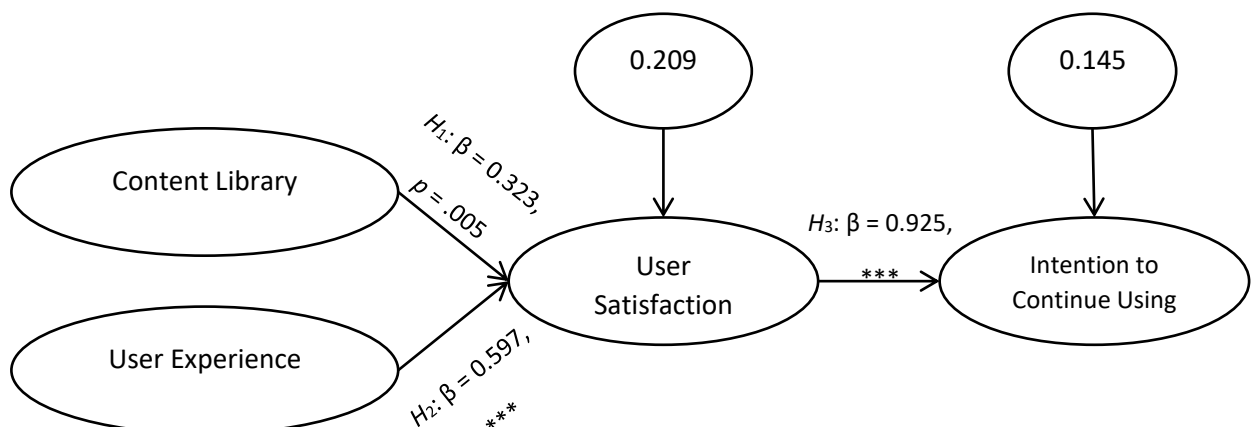 0.209
0.145
H₁: β = 0.323,
p = .005
Content Library
H₃: β = 0.925,
***
User
Satisfaction
Intention to
Continue Using
User Experience
H₂: β = 0.597,
***